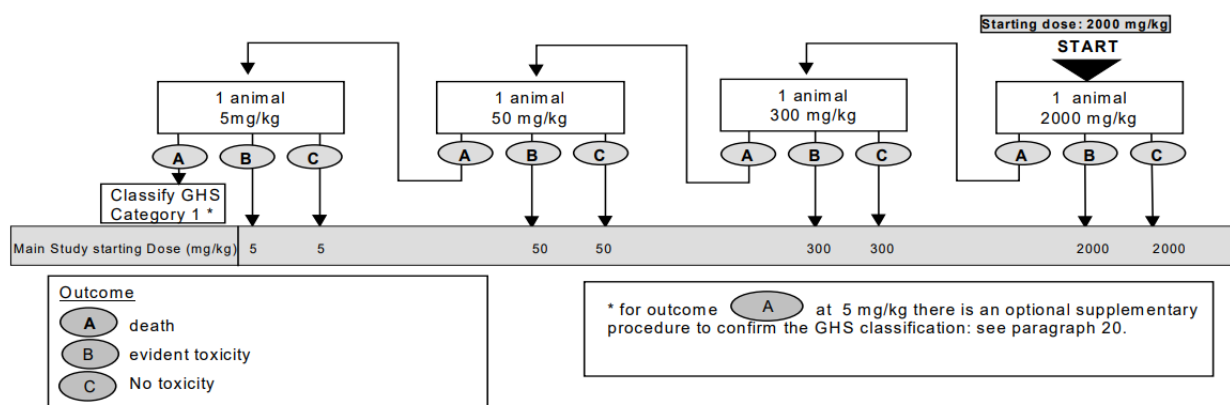 Starting dose: 2000 mg/kg
START
1 animal
5mg/kg
1 animal
50 mg/kg
1 animal
300 mg/kg
1 animal
2000 mg/kg
A B C A B C A B C A B C
Classify GHS
Category 1 *
Main Study starting Dose (mg/kg) 5 5 50 50 300 300 2000 2000
Outcome
A death
B evident toxicity
C No toxicity
* for outcome A at 5 mg/kg there is an optional supplementary
procedure to confirm the GHS classification: see paragraph 20.